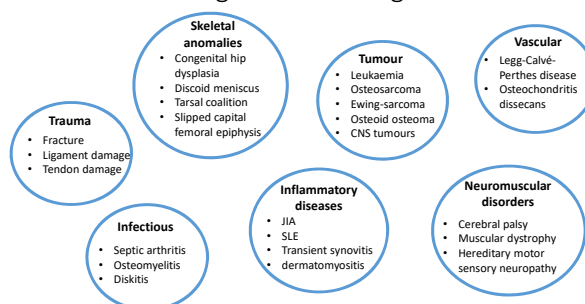 Skeletal
anomalies
• Congenital hip
dysplasia
• Discoid meniscus
• Tarsal coalition
• Slipped capital
femoral epiphysis
Tumour
• Leukaemia
• Osteosarcoma
• Ewing-sarcoma
• Osteoid osteoma
• CNS tumours
Vascular
• Legg-Calvé-
Perthes disease
• Osteochondritis
dissecans
Trauma
• Fracture
• Ligament damage
• Tendon damage
Infectious
• Septic arthritis
• Osteomyelitis
• Diskitis
Inflammatory
diseases
• JIA
• SLE
• Transient synovitis
• dermatomyositis
Neuromuscular
disorders
• Cerebral palsy
• Muscular dystrophy
• Hereditary motor
sensory neuropathy